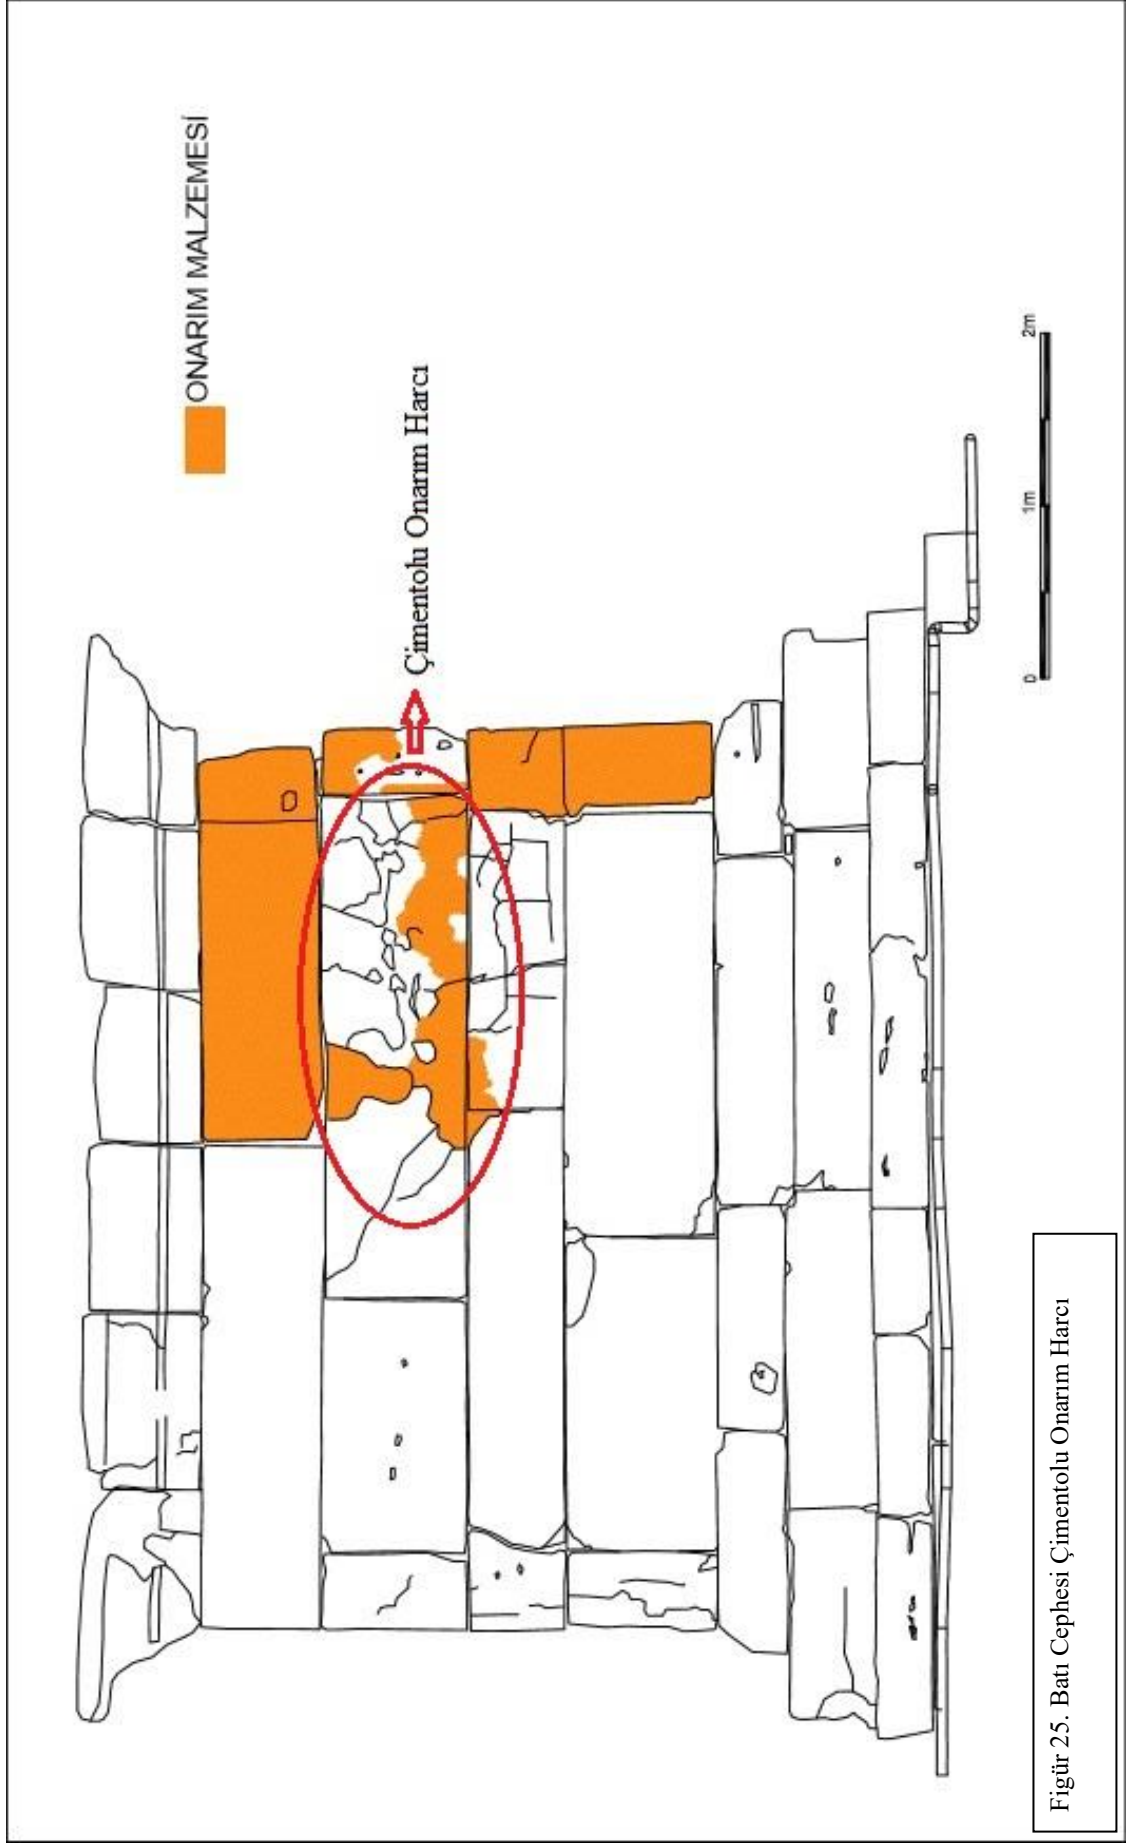 ONARIM MALZEMESİ
Çimentolu Onarım Harcı
0 1m 2m
Figür 25. Batı Cephesi Çimentolu Onarım Harcı